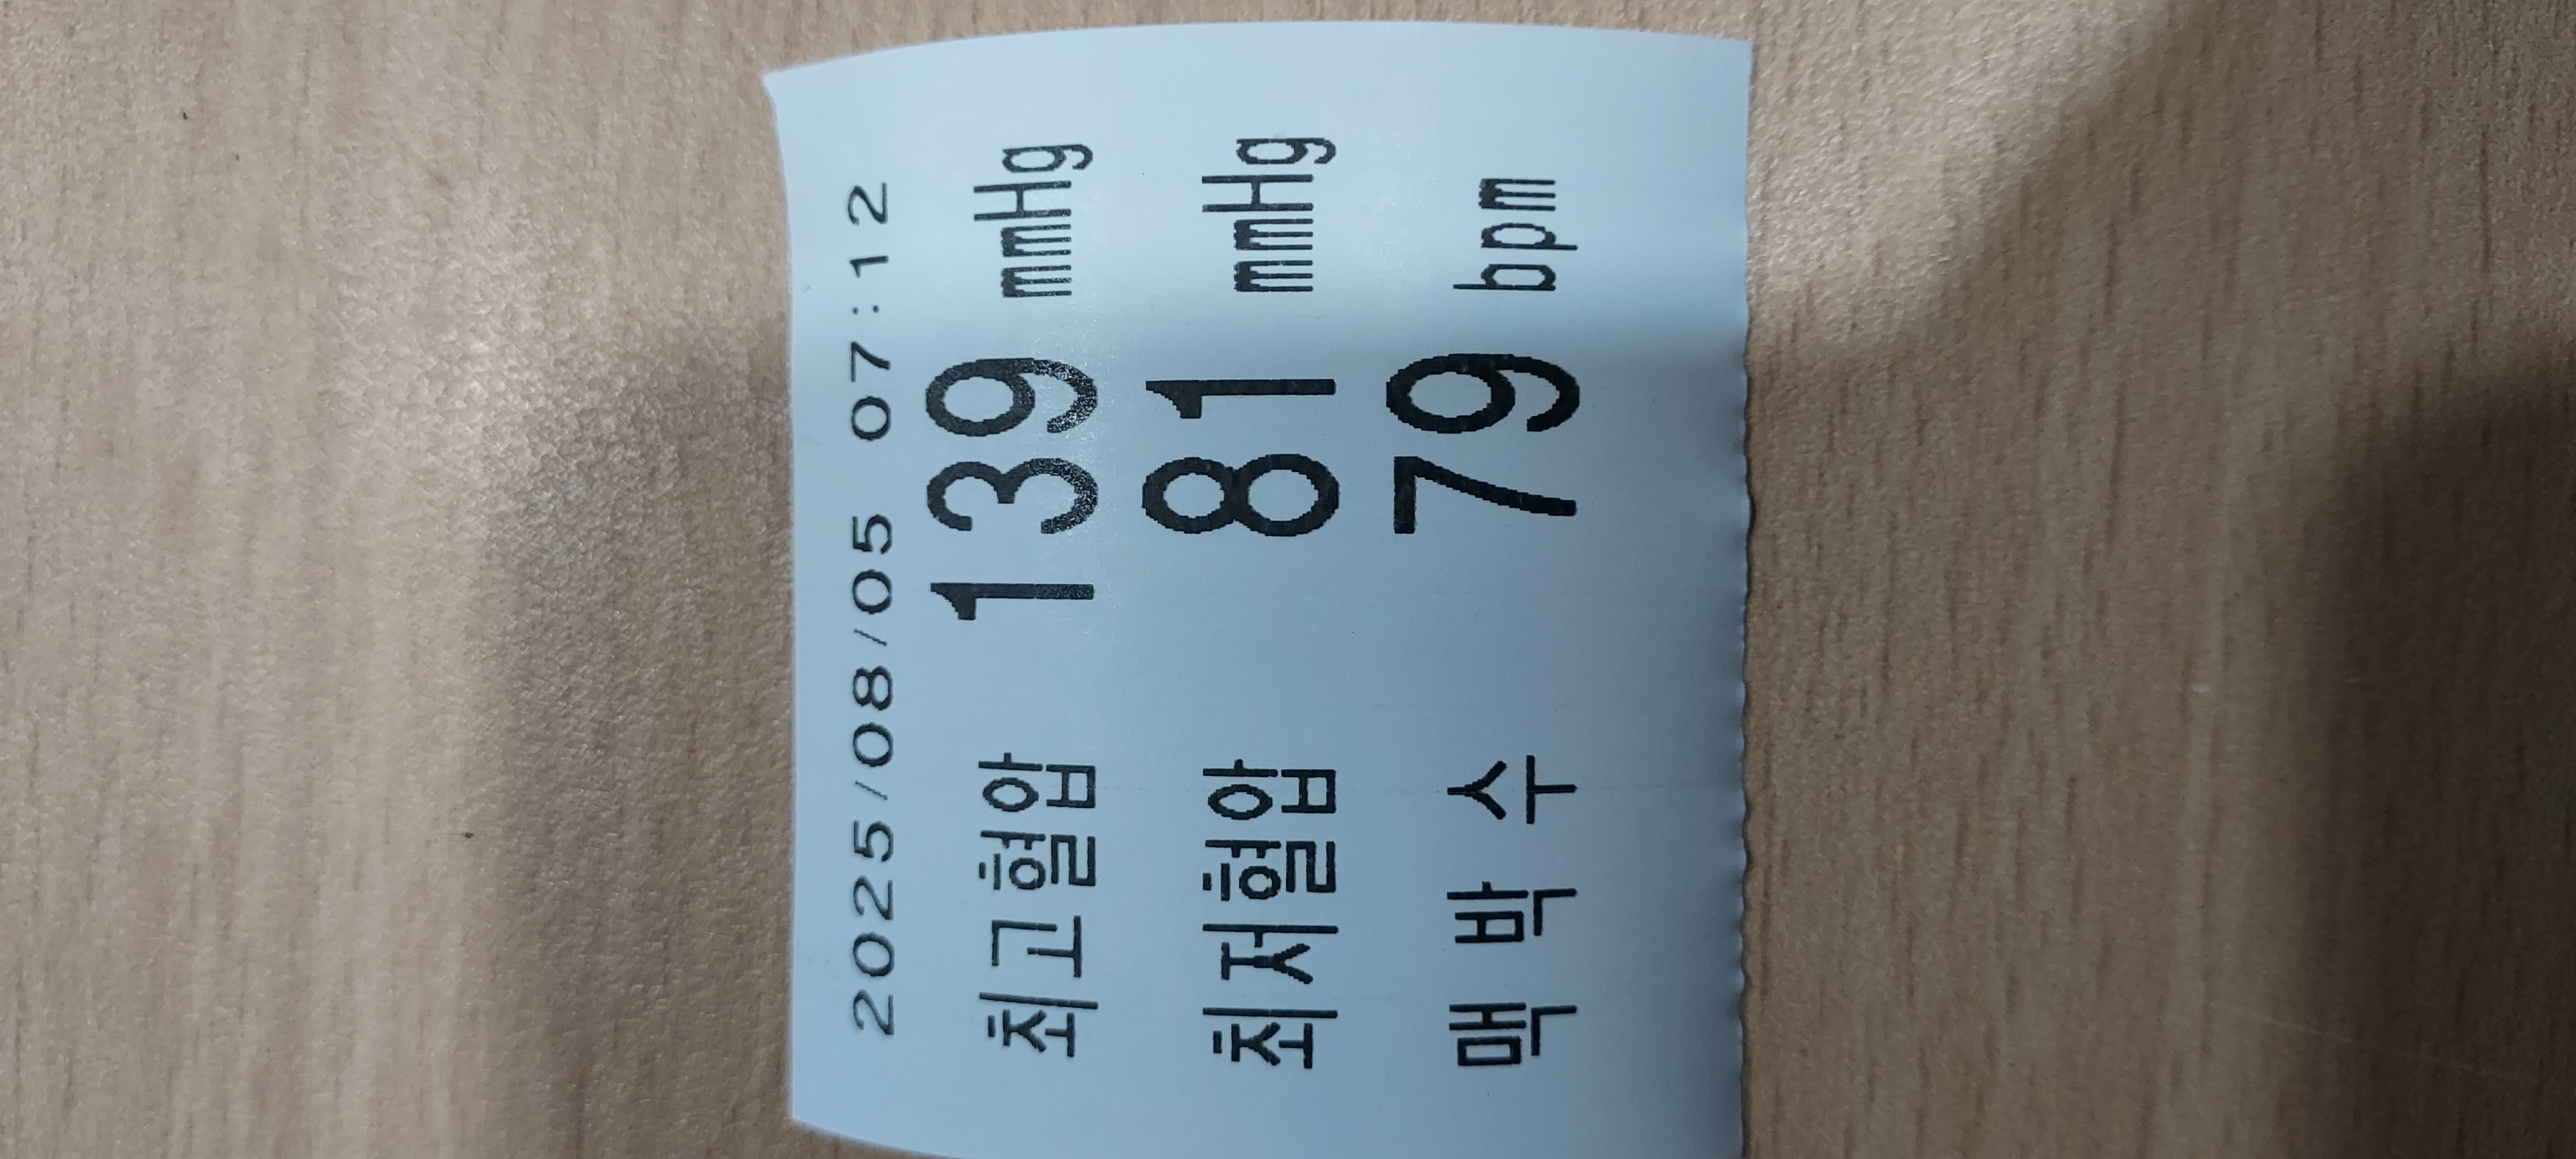 2025/08/05 07:12
최고혈압 139 mmHg
최저혈압 81 mmHg
맥 박 수 79 bpm